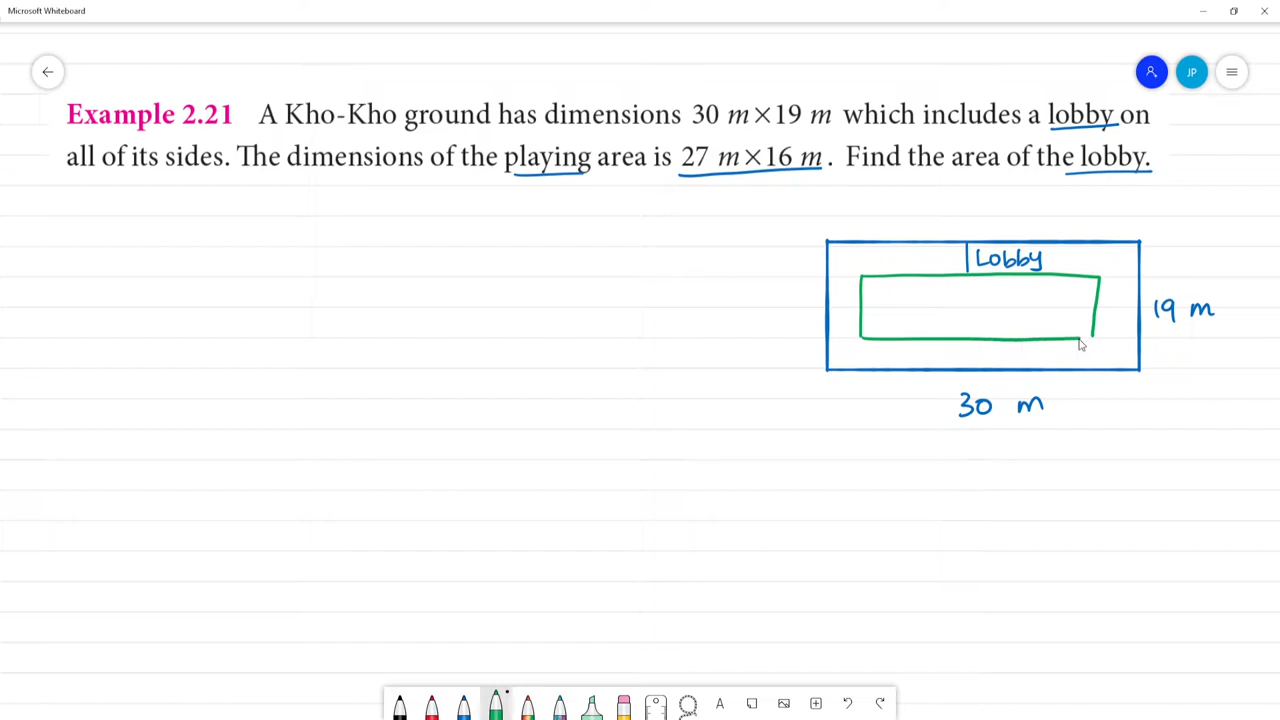 Microsoft Whiteboard
JP
Example 2.21 A Kho-Kho ground has dimensions 30 m×19 m which includes a lobby on
all of its sides. The dimensions of the playing area is 27 m×16 m. Find the area of the lobby.
Lobby
19 m
30 m
A